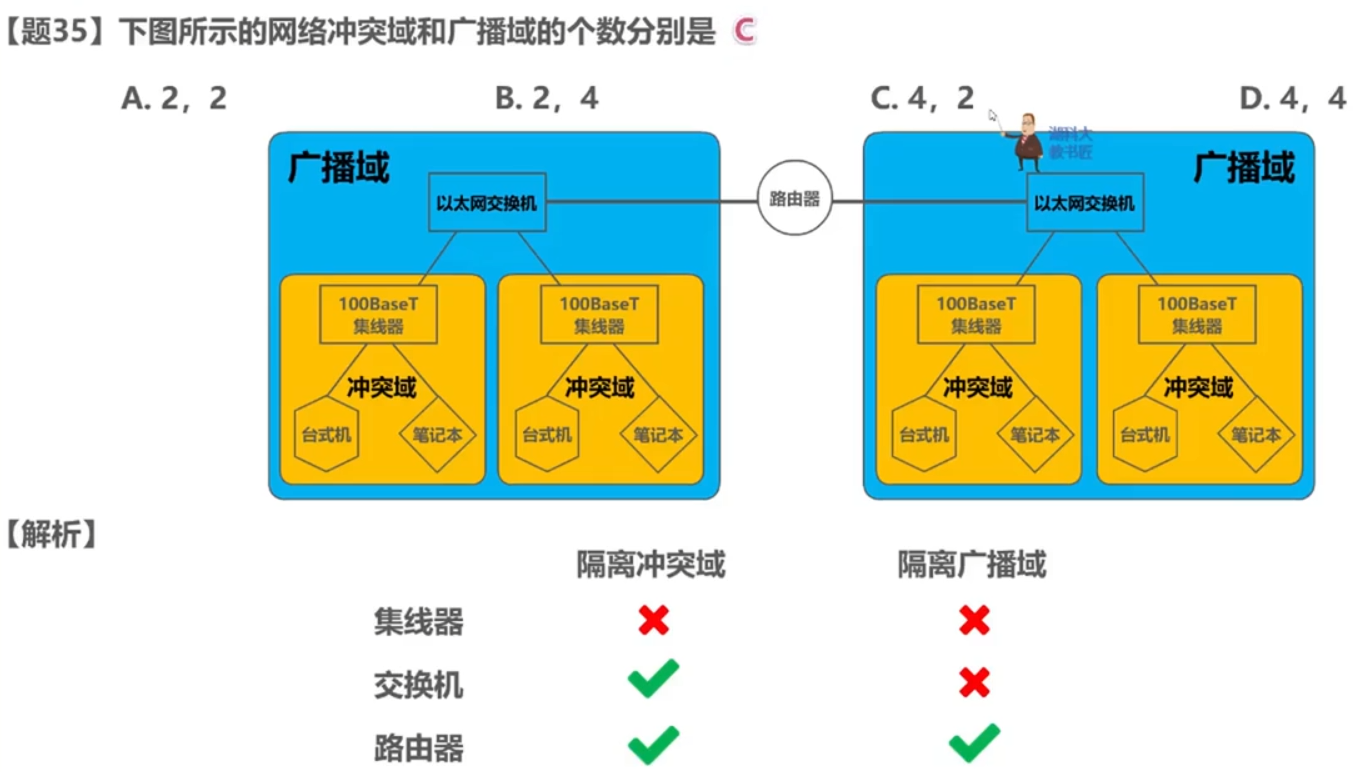 【题35】下图所示的网络冲突域和广播域的个数分别是 C
A. 2，2 B. 2，4 C. 4，2 D. 4，4
湖科大
教书匠
广播域 广播域
以太网交换机 路由器 以太网交换机
100BaseT 100BaseT 100BaseT 100BaseT
集线器 集线器 集线器 集线器
冲突域 冲突域 冲突域 冲突域
台式机 笔记本 台式机 笔记本 台式机 笔记本 台式机 笔记本
【解析】
隔离冲突域 隔离广播域
集线器
交换机
路由器